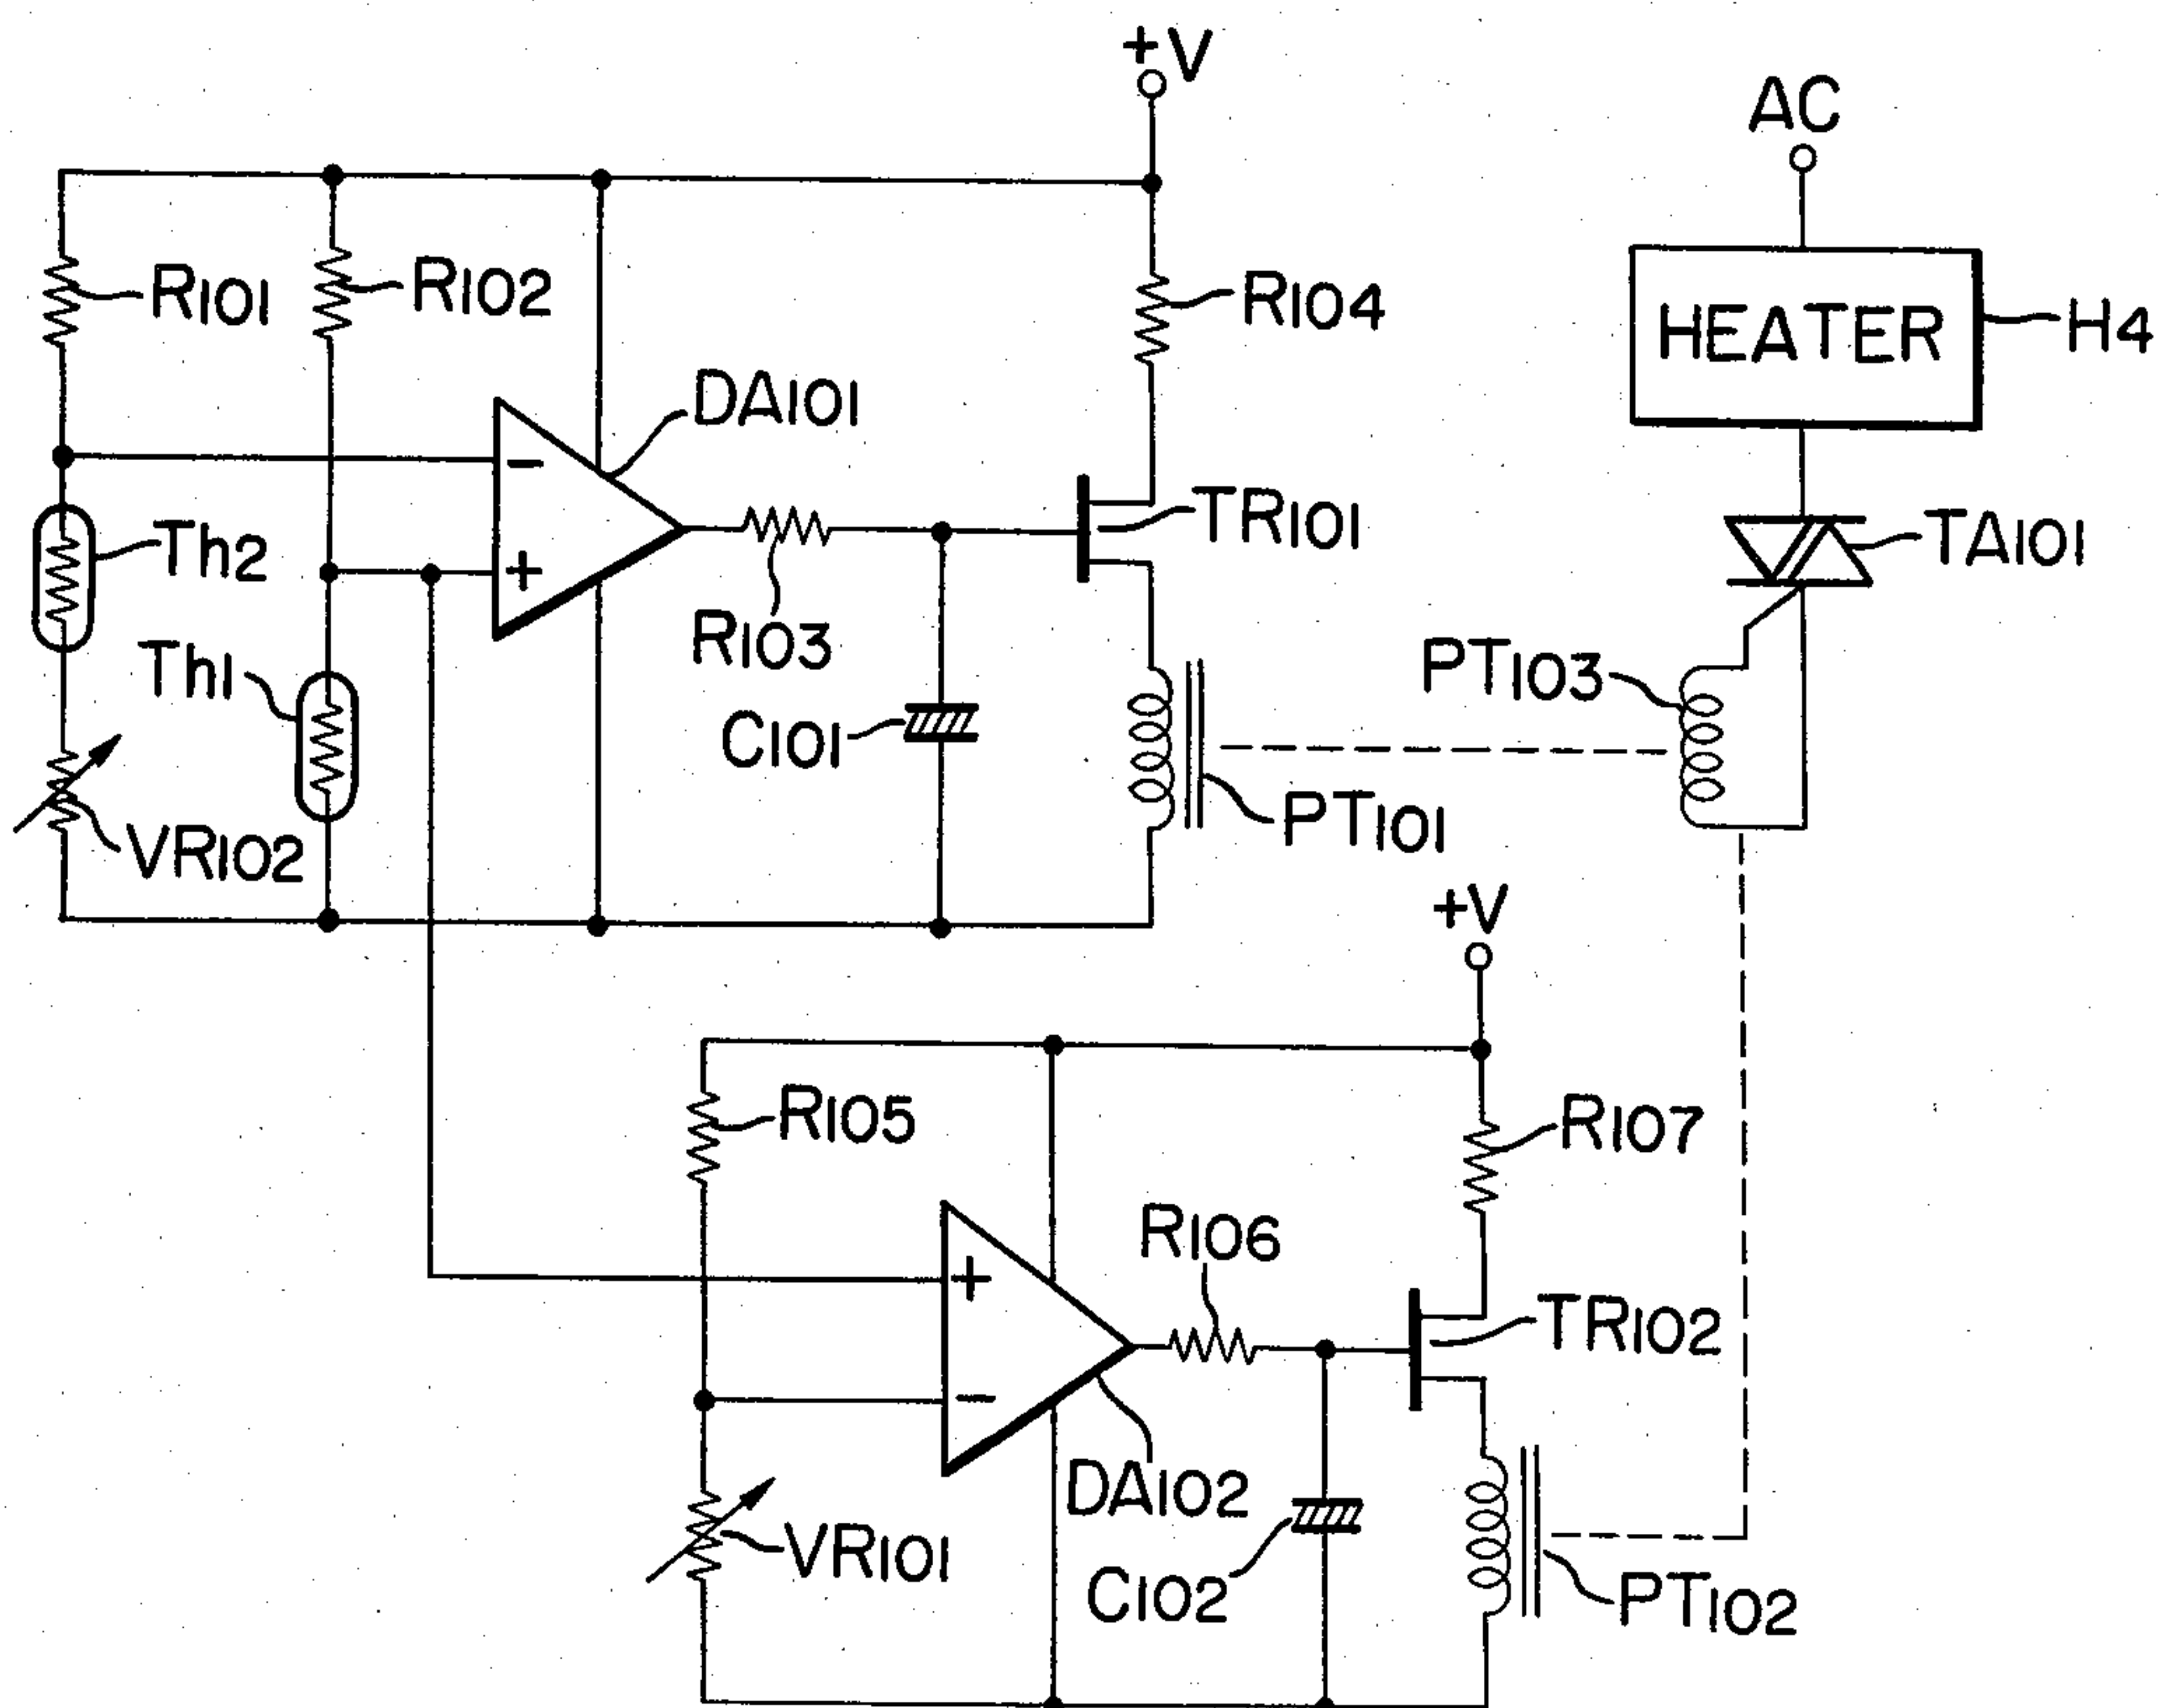 +V
AC
R101
R102
R104
HEATER
H4
DA101
-
TR101
TA101
Th2
+
R103
PT103
Th1
C101
PT101
VR102
+V
R105
R107
R106
+
TR102
-
DA102
VR101
C102
PT102